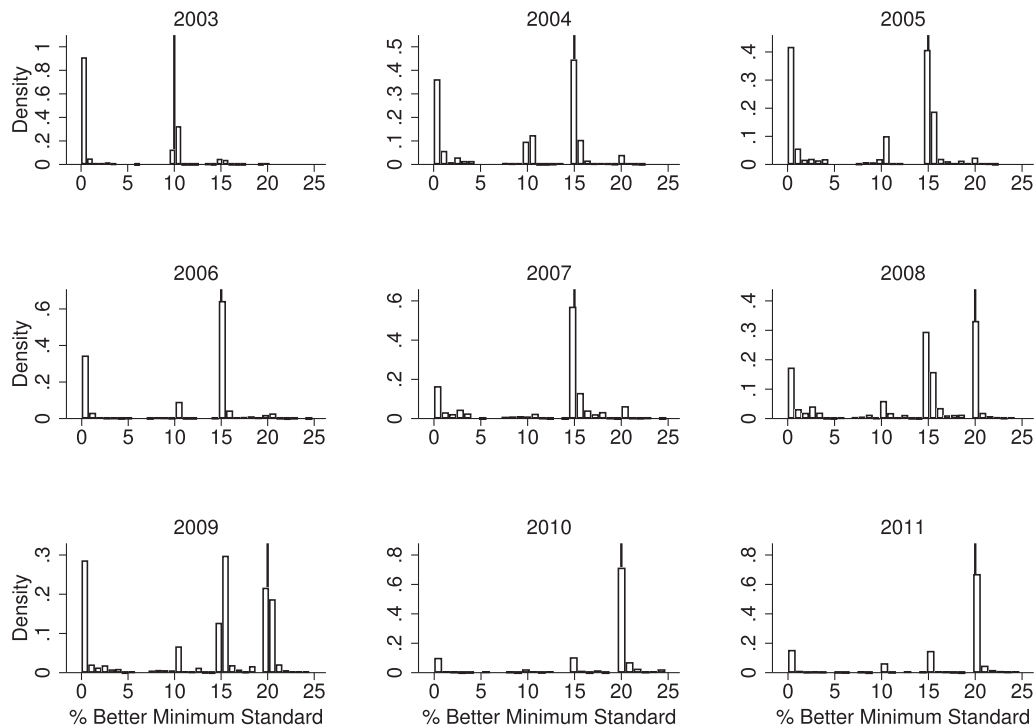 2003
Density
0 .2 .4 .6 .8 1
0 5 10 15 20 25
2004
0 .1 .2 .3 .4 .5
0 5 10 15 20 25
2005
0 .1 .2 .3 .4
0 5 10 15 20 25
2006
Density
0 .2 .4 .6
0 5 10 15 20 25
2007
0 .2 .4 .6
0 5 10 15 20 25
2008
0 .1 .2 .3 .4
0 5 10 15 20 25
2009
Density
0 .1 .2 .3
0 5 10 15 20 25
% Better Minimum Standard
2010
0 .2 .4 .6 .8
0 5 10 15 20 25
% Better Minimum Standard
2011
0 .2 .4 .6 .8
0 5 10 15 20 25
% Better Minimum Standard